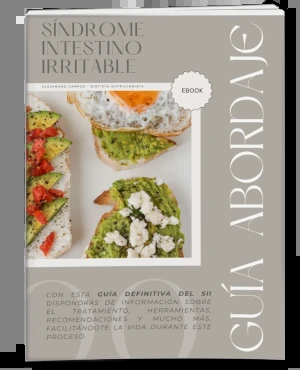 SÍNDROME
INTESTINO
IRRITABLE
ALEJANDRO CAMPOS - DIETISTA-NUTRICIONISTA
EBOOK
GUÍA ABORDAJE
CON ESTA GUÍA DEFINITIVA DEL SII
DISPONDRÁS DE INFORMACIÓN SOBRE
EL TRATAMIENTO, HERRAMIENTAS,
RECOMENDACIONES Y MUCHO MÁS,
FACILITÁNDOTE LA VIDA DURANTE ESTE
PROCESO.